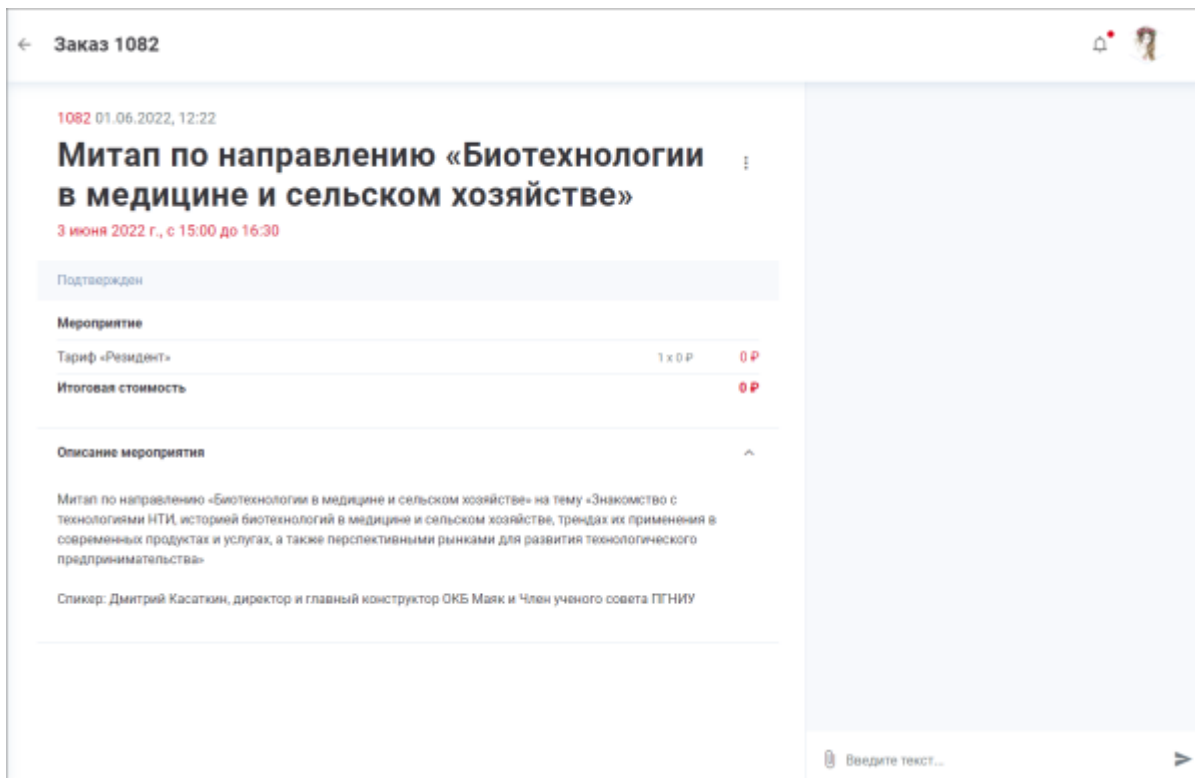 Заказ 1082
1082 01.06.2022, 12:22
Митап по направлению «Биотехнологии
в медицине и сельском хозяйстве»
3 июня 2022 г., с 15:00 до 16:30
Подтвержден
Мероприятие
Тариф «Резидент» 1 x 0 ₽ 0 ₽
Итоговая стоимость 0 ₽
Описание мероприятия
Митап по направлению «Биотехнологии в медицине и сельском хозяйстве» на тему «Знакомство с
технологиями НТИ, историей биотехнологий в медицине и сельском хозяйстве, трендах их применения в
современных продуктах и услугах, а также перспективными рынками для развития технологического
предпринимательства»
Спикер: Дмитрий Касаткин, директор и главный конструктор ОКБ Маяк и Член ученого совета ПГНИУ
Введите текст...